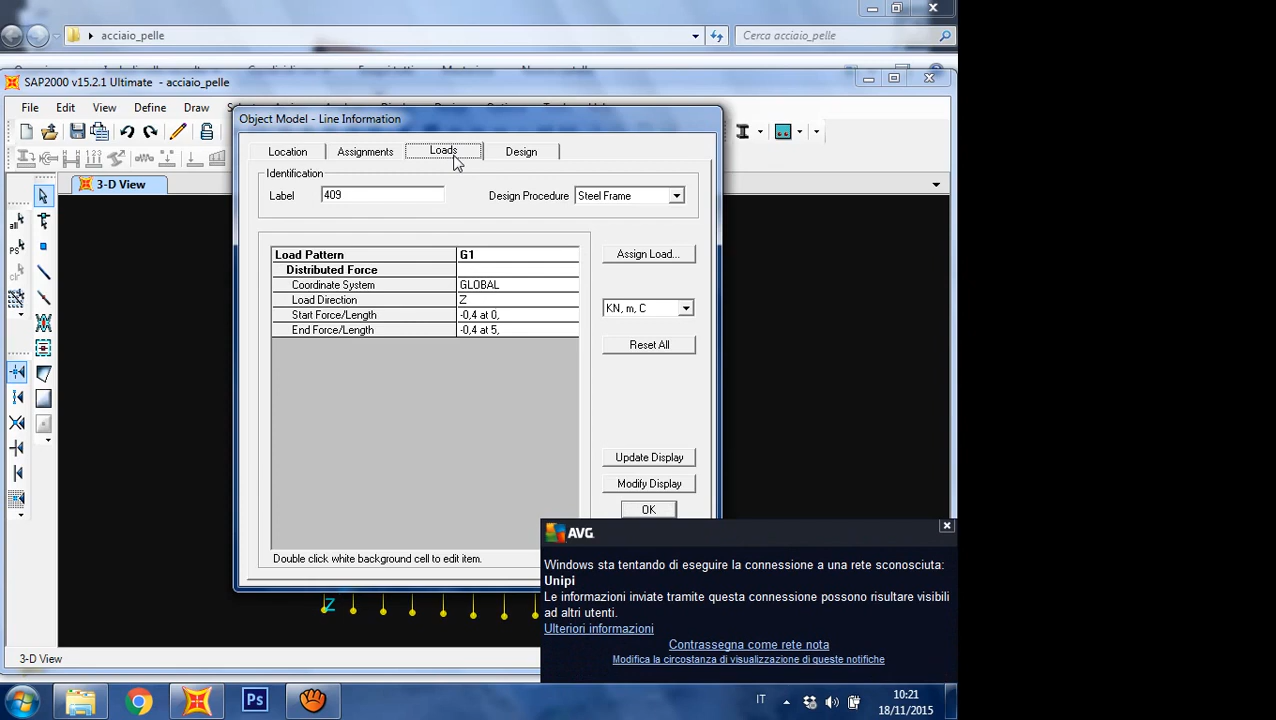 acciaio_pelle
Cerca acciaio_pelle
SAP2000 v15.2.1 Ultimate - acciaio_pelle
File Edit View Define Draw
Object Model - Line Information
Location Assignments Loads Design
Identification
Label 409 Design Procedure Steel Frame
3-D View
all
PS
clr
Load Pattern G1
Distributed Force
Coordinate System GLOBAL
Load Direction Z
Start Force/Length -0,4 at 0,
End Force/Length -0,4 at 5,
Assign Load...
KN, m, C
Reset All
Update Display
Modify Display
OK
Double click white background cell to edit item.
AVG
Windows sta tentando di eseguire la connessione a una rete sconosciuta:
Unipi
Le informazioni inviate tramite questa connessione possono risultare visibili
ad altri utenti.
Ulteriori informazioni
Contrassegna come rete nota
Modifica la circostanza di visualizzazione di queste notifiche
Z
3-D View
Ps
IT
10:21
18/11/2015